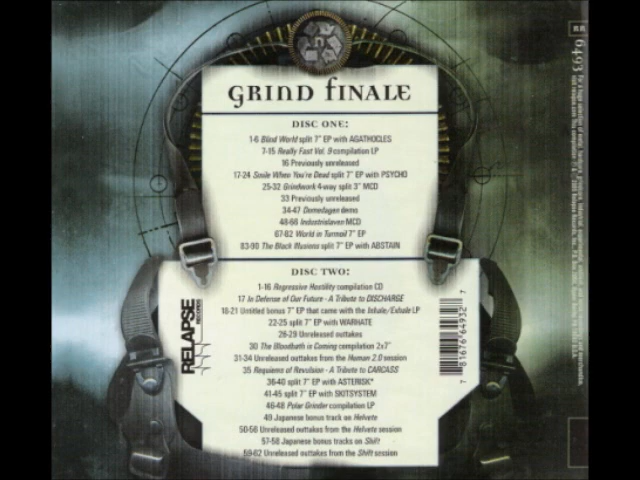 GRIND FINALE
DISC ONE:
1-6 Blind World split 7" EP with AGATHOCLES
7-15 Really Fast Vol. 9 compilation LP
16 Previously unreleased
17-24 Smile When You're Dead split 7" EP with PSYCHO
25-32 Grindwork 4-way split 3" MCD
33 Previously unreleased
34-47 Domedagen demo
48-66 Industrislaven MCD
67-82 World in Turmoil 7" EP
83-90 The Black Illusions split 7" EP with ABSTAIN
DISC TWO:
1-16 Regressive Hostility compilation CD
17 In Defense of Our Future - A Tribute to DISCHARGE
18-21 Untitled bonus 7" EP that came with the Inhale/Exhale LP
22-25 split 7" EP with WARHATE
26-29 Unreleased outtakes
30 The Bloodbath is Coming compilation 2x7"
31-34 Unreleased outtakes from the Human 2.0 session
35 Requiems of Revulsion - A Tribute to CARCASS
36-40 split 7" EP with ASTERISK*
41-45 split 7" EP with SKITSYSTEM
46-48 Polar Grinder compilation LP
49 Japanese bonus track on Helvete
50-56 Unreleased outtakes from the Helvete session
57-58 Japanese bonus tracks on Shift
59-62 Unreleased outtakes from the Shift session
RELAPSE
RECORDS
7 81676 64932 7
RR
6493